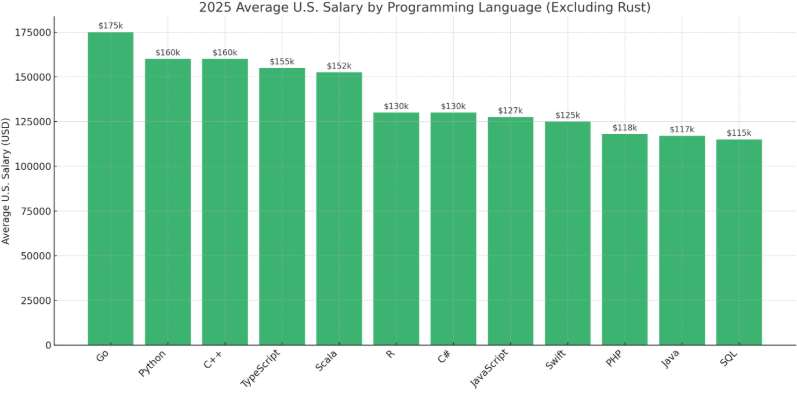 2025 Average U.S. Salary by Programming Language (Excluding Rust)
Average U.S. Salary (USD)
175000
150000
125000
100000
75000
50000
25000
0
$175k
$160k
$160k
$155k
$152k
$130k
$130k
$127k
$125k
$118k
$117k
$115k
Go
Python
C++
TypeScript
Scala
R
C#
JavaScript
Swift
PHP
Java
SQL